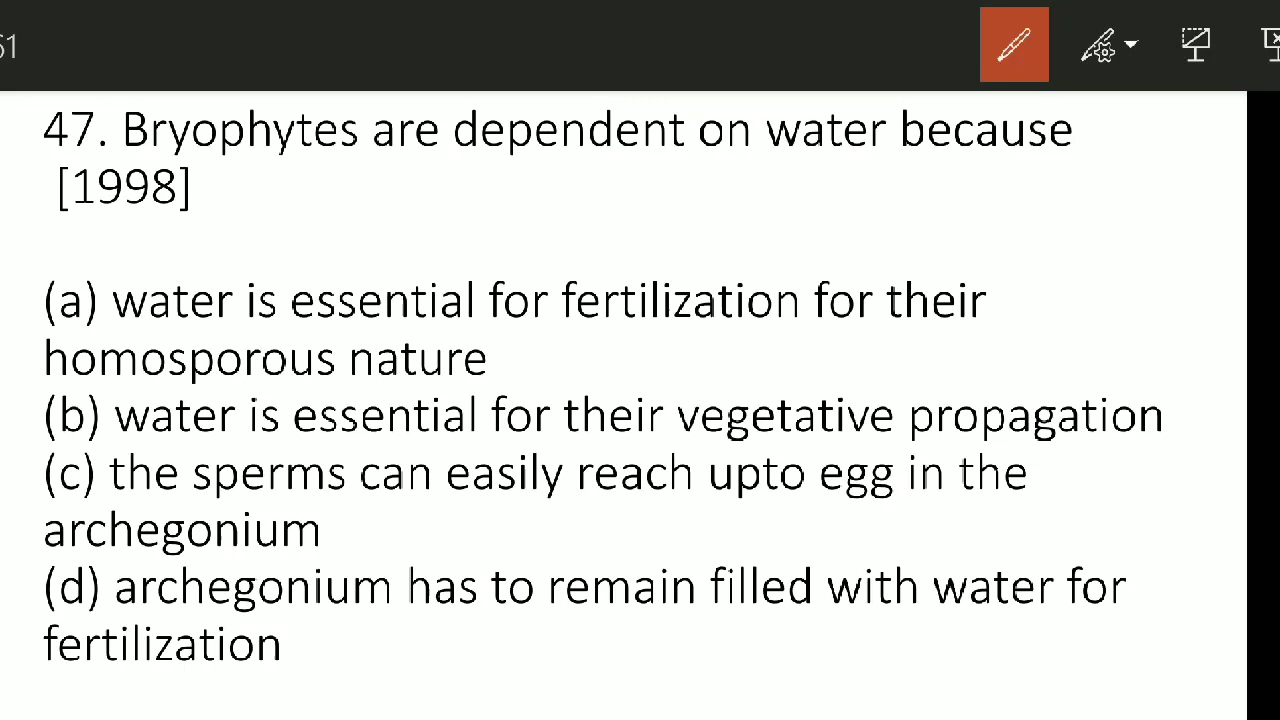 51
47. Bryophytes are dependent on water because
[1998]
(a) water is essential for fertilization for their
homosporous nature
(b) water is essential for their vegetative propagation
(c) the sperms can easily reach upto egg in the
archegonium
(d) archegonium has to remain filled with water for
fertilization